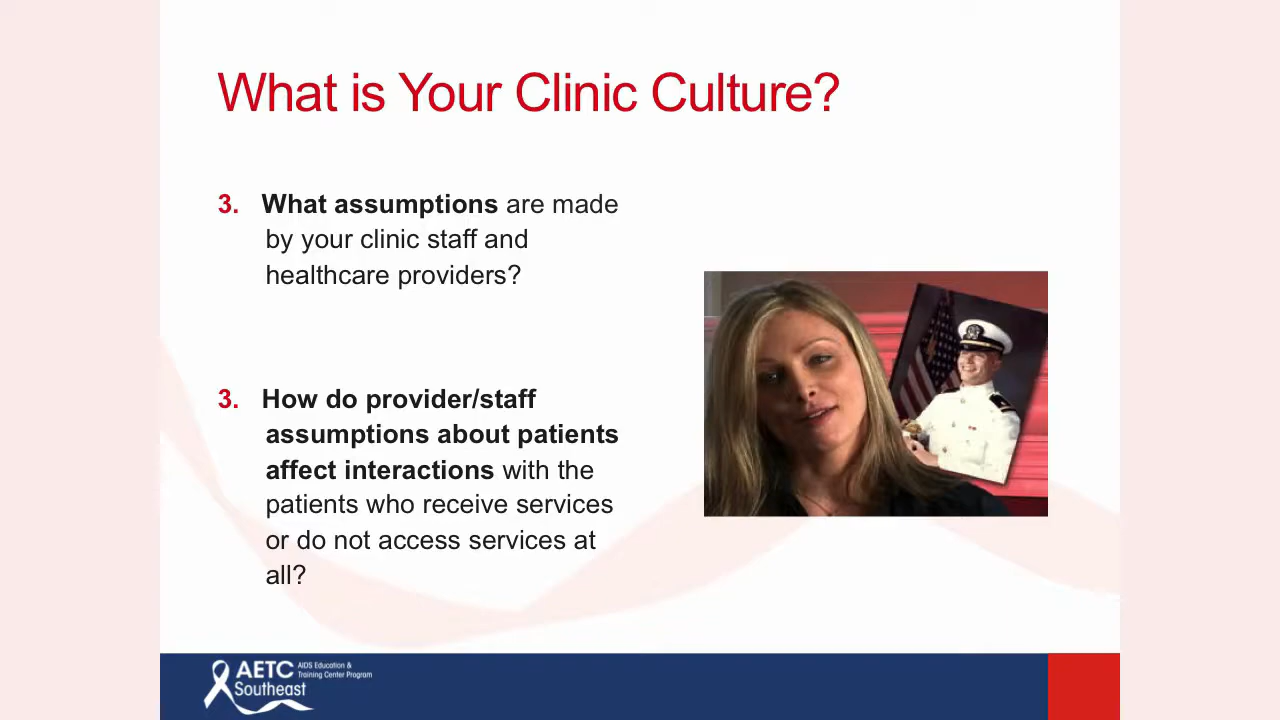 What is Your Clinic Culture?
3. What assumptions are made
by your clinic staff and
healthcare providers?
3. How do provider/staff
assumptions about patients
affect interactions with the
patients who receive services
or do not access services at
all?
AETC AIDS Education &
Training Center Program
Southeast